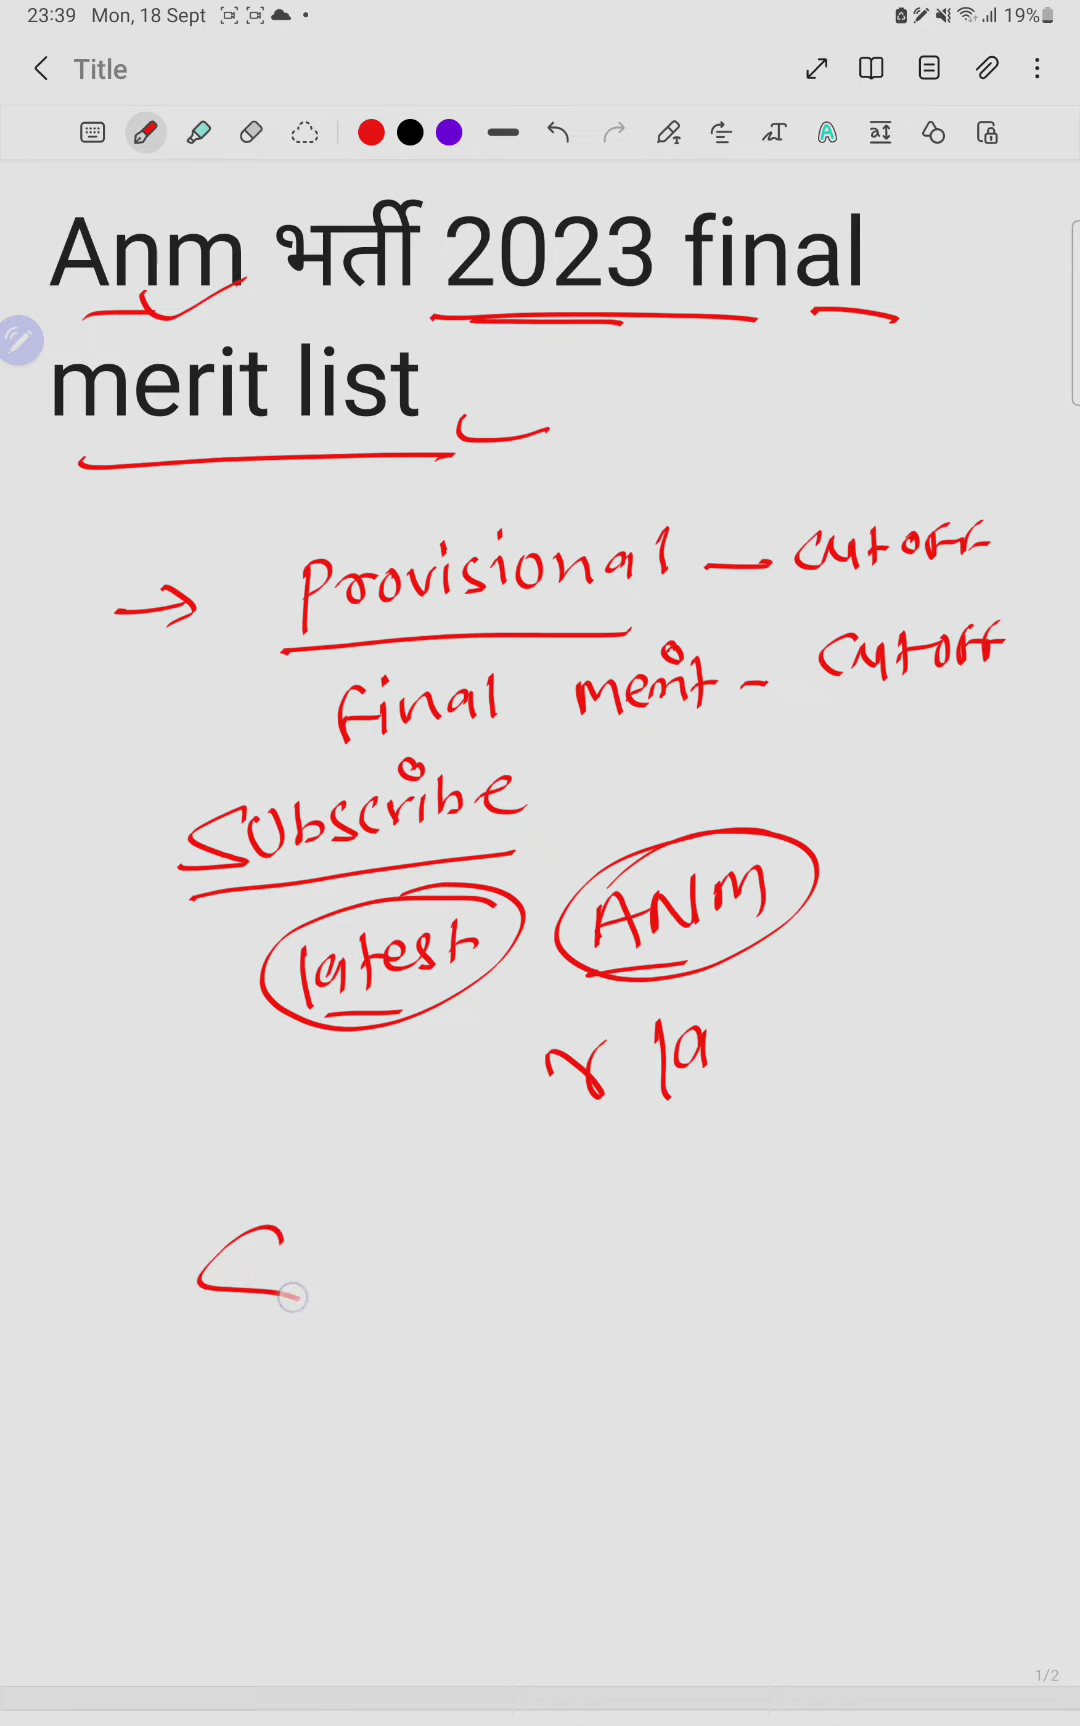 23:39 Mon, 18 Sept 19%
Title
Anm भर्ती 2023 final
merit list
→ Provisional – cutoff
final merit - cutoff
Subscribe
latest ANM
1/2